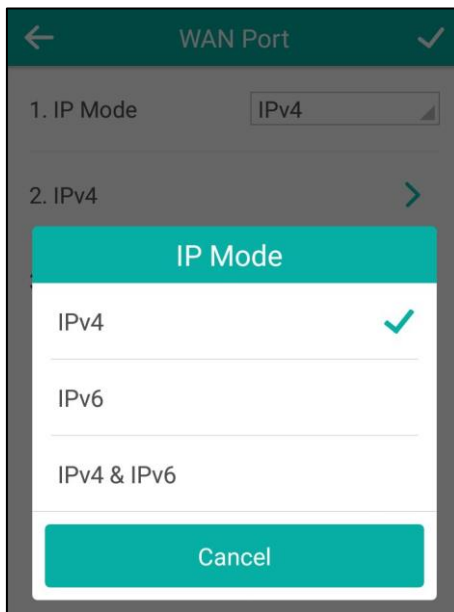 WAN Port
1. IP Mode IPv4
2. IPv4
IP Mode
IPv4
IPv6
IPv4 & IPv6
Cancel